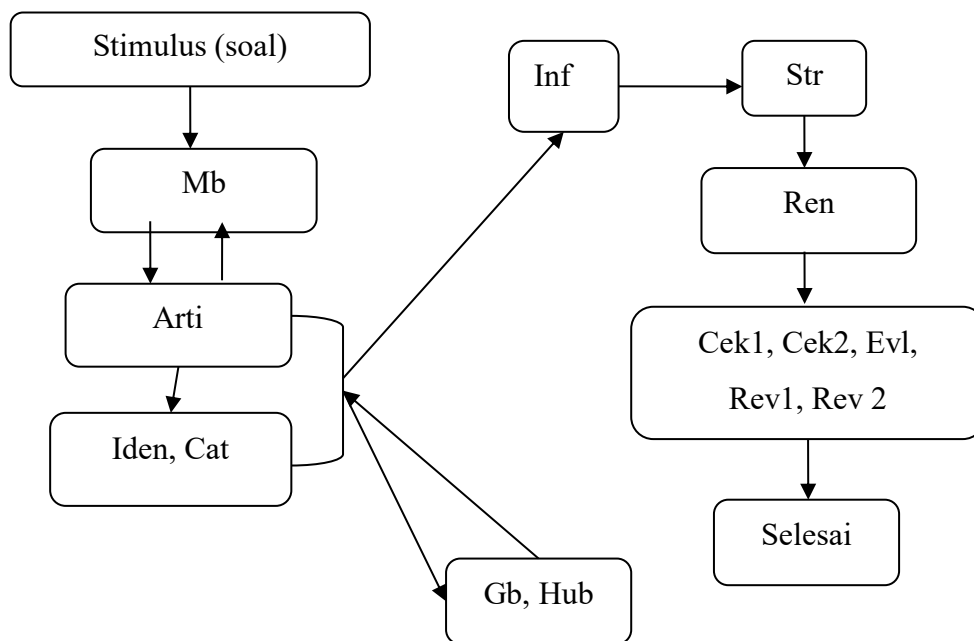 Stimulus (soal)
Mb
Arti
Iden, Cat
Gb, Hub
Inf
Str
Ren
Cek1, Cek2, Evl,
Rev1, Rev 2
Selesai